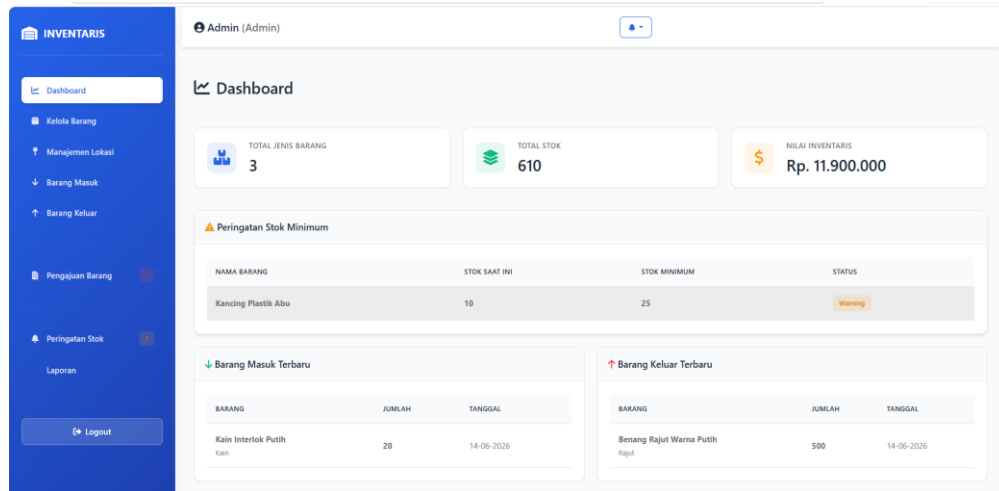 INVENTARIS
Admin (Admin)
Dashboard
Kelola Barang
Manajemen Lokasi
Barang Masuk
Barang Keluar
Pengajuan Barang
Peringatan Stok
Laporan
Logout
Dashboard
TOTAL JENIS BARANG
3
TOTAL STOK
610
NILAI INVENTARIS
Rp. 11.900.000
Peringatan Stok Minimum
NAMA BARANG STOK SAAT INI STOK MINIMUM STATUS
Kancing Plastik Abu 10 25 Warning
Barang Masuk Terbaru
BARANG JUMLAH TANGGAL
Kain Interlok Putih 20 14-06-2026
Kain
Barang Keluar Terbaru
BARANG JUMLAH TANGGAL
Benang Rajut Warna Putih 500 14-06-2026
Rajut